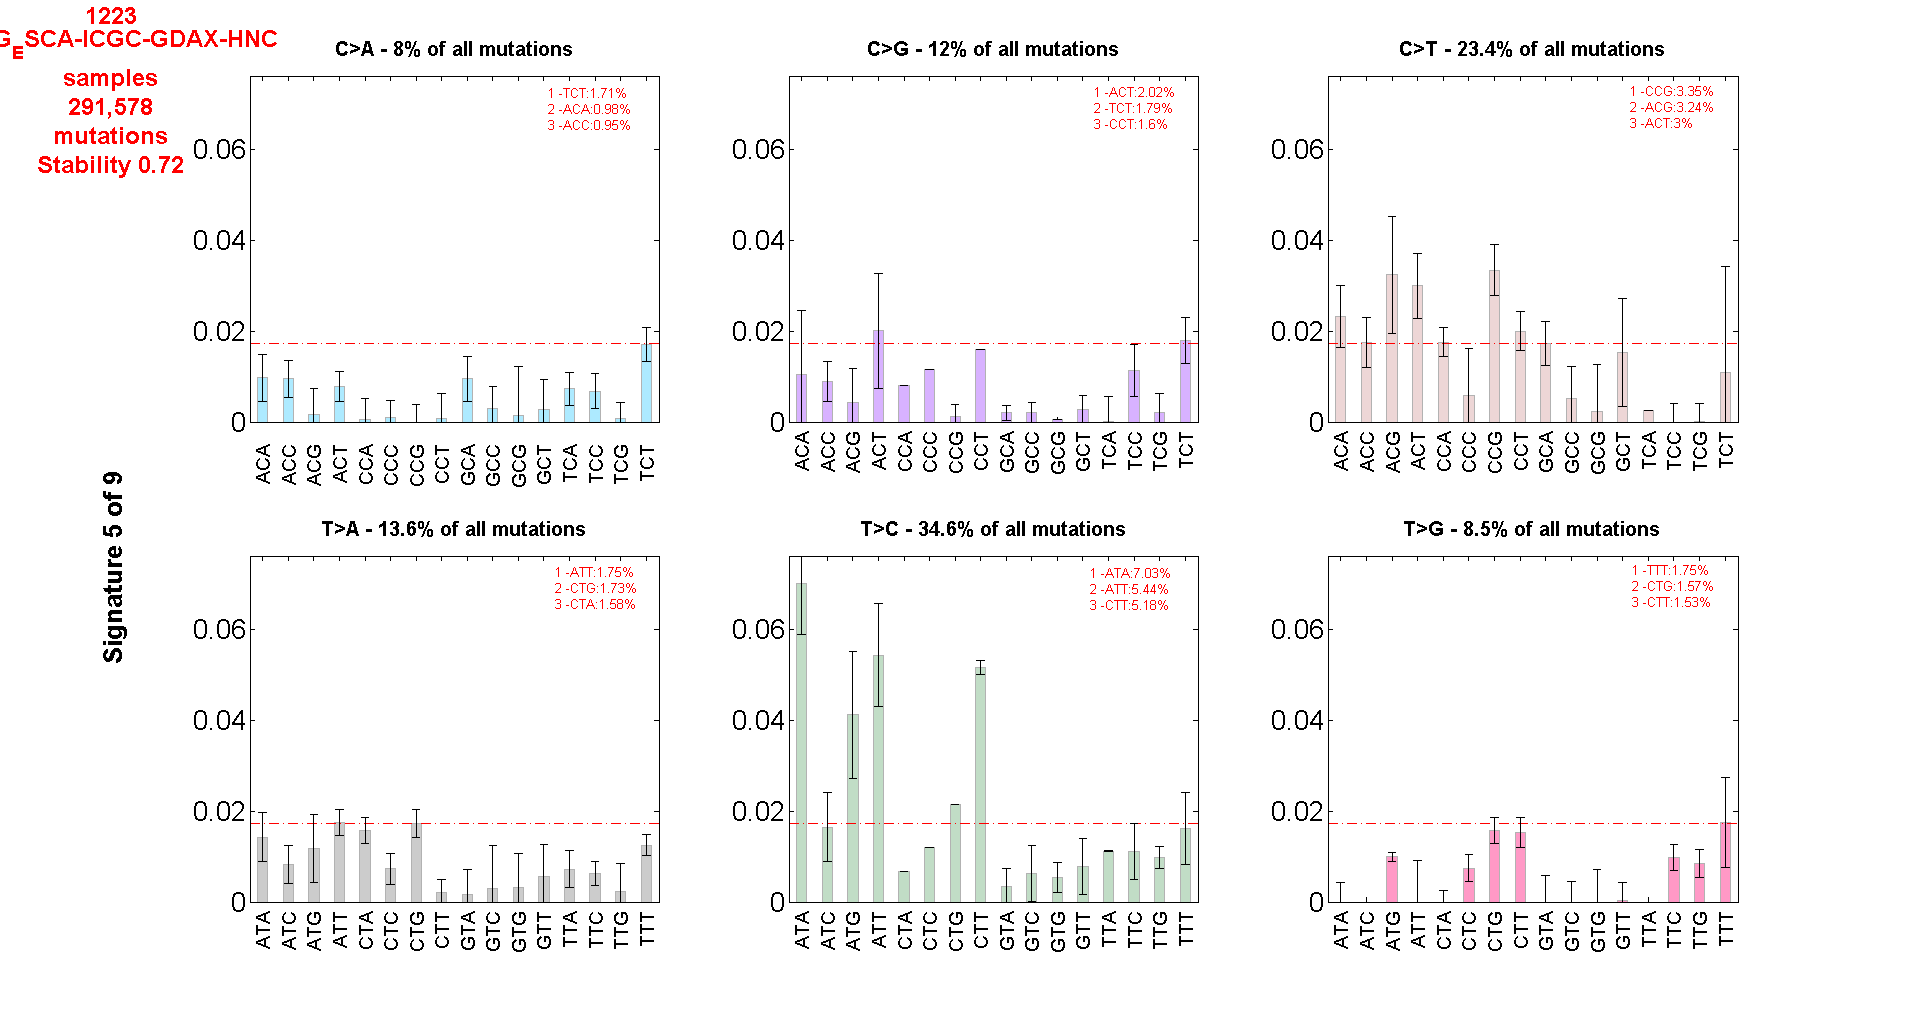 1223
G_ESCA-ICGC-GDAX-HNC
samples
291,578
mutations
Stability 0.72
Signature 5 of 9
C>A - 8% of all mutations
1 -TCT:1.71%
2 -ACA:0.98%
3 -ACC:0.95%
0.06
0.04
0.02
0
ACA ACC ACG ACT CCA CCC CCG CCT GCA GCC GCG GCT TCA TCC TCG TCT
C>G - 12% of all mutations
1 -ACT:2.02%
2 -TCT:1.79%
3 -CCT:1.6%
0.06
0.04
0.02
0
ACA ACC ACG ACT CCA CCC CCG CCT GCA GCC GCG GCT TCA TCC TCG TCT
C>T - 23.4% of all mutations
1 -CCG:3.35%
2 -ACG:3.24%
3 -ACT:3%
0.06
0.04
0.02
0
ACA ACC ACG ACT CCA CCC CCG CCT GCA GCC GCG GCT TCA TCC TCG TCT
T>A - 13.6% of all mutations
1 -ATT:1.75%
2 -CTG:1.73%
3 -CTA:1.58%
0.06
0.04
0.02
0
ATA ATC ATG ATT CTA CTC CTG CTT GTA GTC GTG GTT TTA TTC TTG TTT
T>C - 34.6% of all mutations
1 -ATA:7.03%
2 -ATT:5.44%
3 -CTT:5.18%
0.06
0.04
0.02
0
ATA ATC ATG ATT CTA CTC CTG CTT GTA GTC GTG GTT TTA TTC TTG TTT
T>G - 8.5% of all mutations
1 -TTT:1.75%
2 -CTG:1.57%
3 -CTT:1.53%
0.06
0.04
0.02
0
ATA ATC ATG ATT CTA CTC CTG CTT GTA GTC GTG GTT TTA TTC TTG TTT